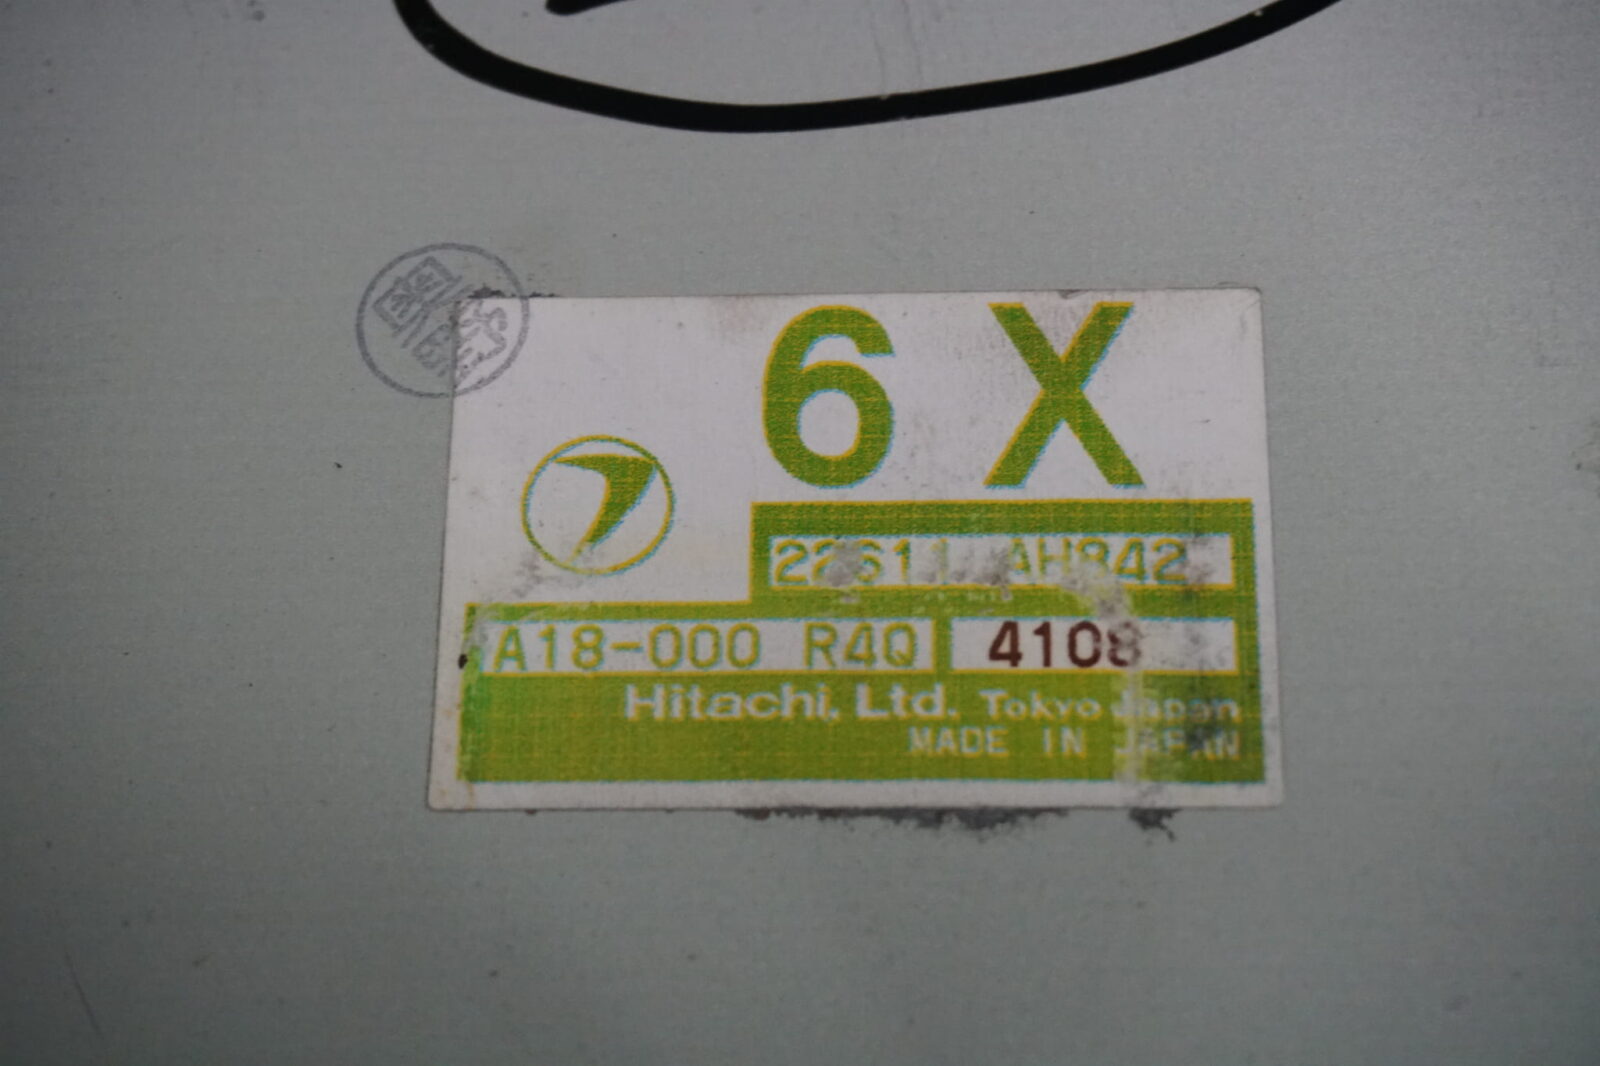 6 X
22611 AH842
A18-000 R4Q 4108
Hitachi, Ltd. Tokyo Japan
MADE IN JAPAN